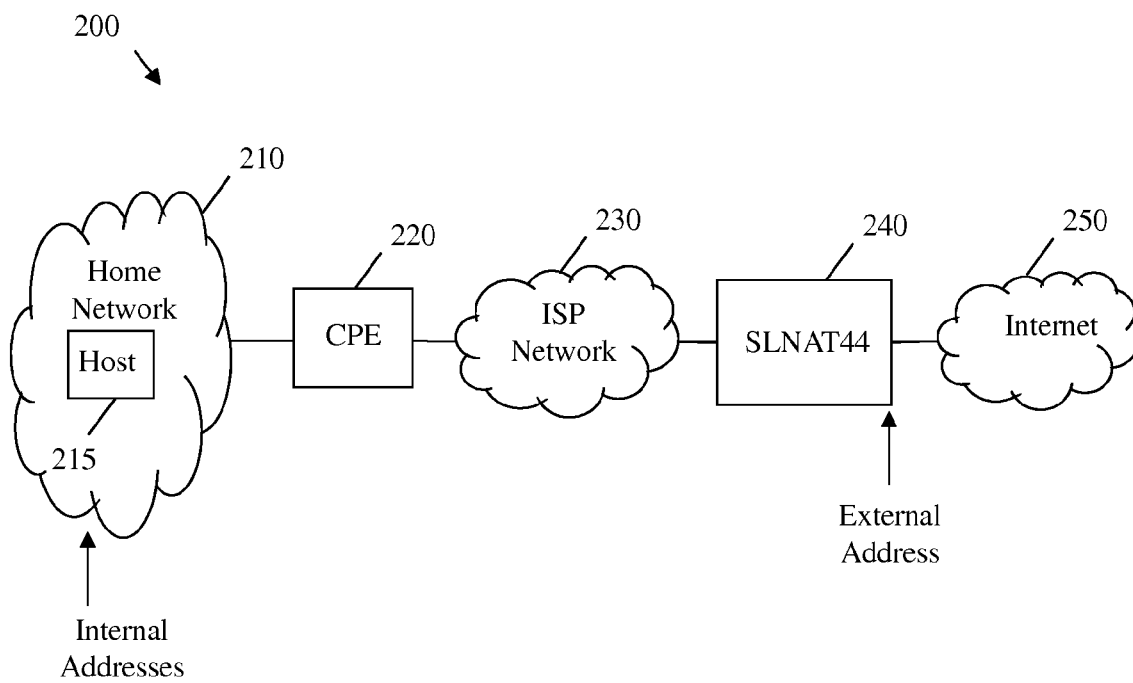 200
210
Home
Network
Host
215
220
CPE
230
ISP
Network
240
SLNAT44
250
Internet
External
Address
Internal
Addresses